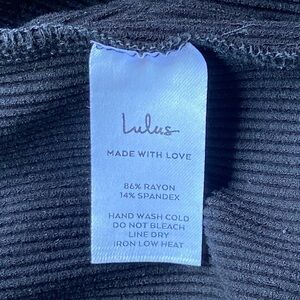 Lulus
MADE WITH LOVE
86% RAYON
14% SPANDEX
HAND WASH COLD
DO NOT BLEACH
LINE DRY
IRON LOW HEAT